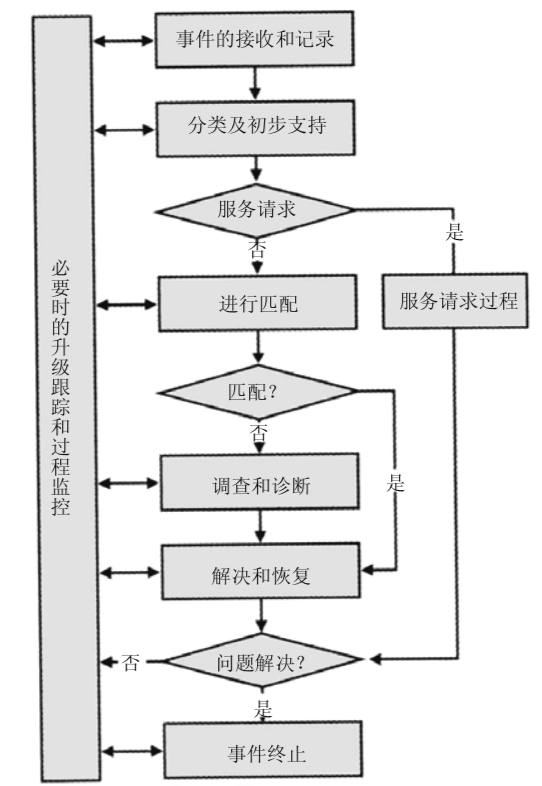 事件的接收和记录
分类及初步支持
服务请求
是
否
进行匹配
服务请求过程
必要时的升级跟踪和过程监控
匹配？
否
是
调查和诊断
解决和恢复
问题解决？
否
是
事件终止